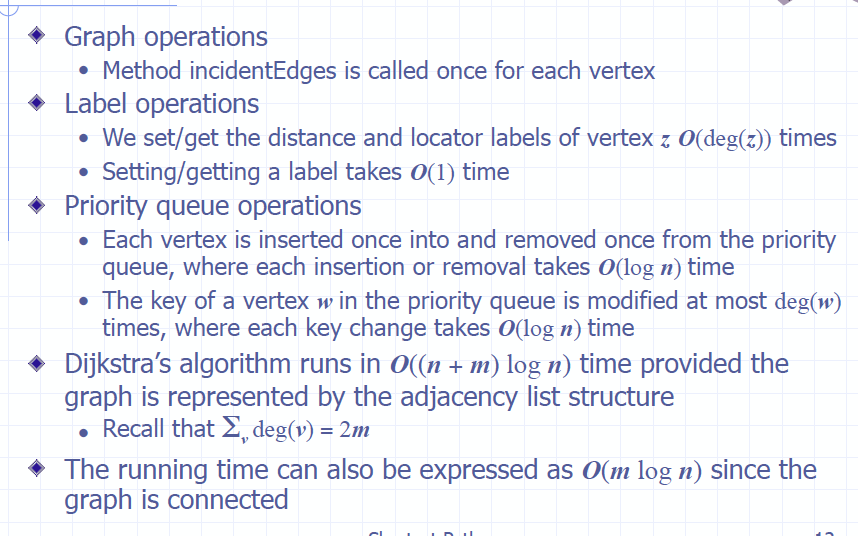 Graph operations
Method incidentEdges is called once for each vertex
Label operations
We set/get the distance and locator labels of vertex z O(deg(z)) times
Setting/getting a label takes O(1) time
Priority queue operations
Each vertex is inserted once into and removed once from the priority
queue, where each insertion or removal takes O(log n) time
The key of a vertex w in the priority queue is modified at most deg(w)
times, where each key change takes O(log n) time
Dijkstra’s algorithm runs in O((n + m) log n) time provided the
graph is represented by the adjacency list structure
Recall that Σv deg(v) = 2m
The running time can also be expressed as O(m log n) since the
graph is connected